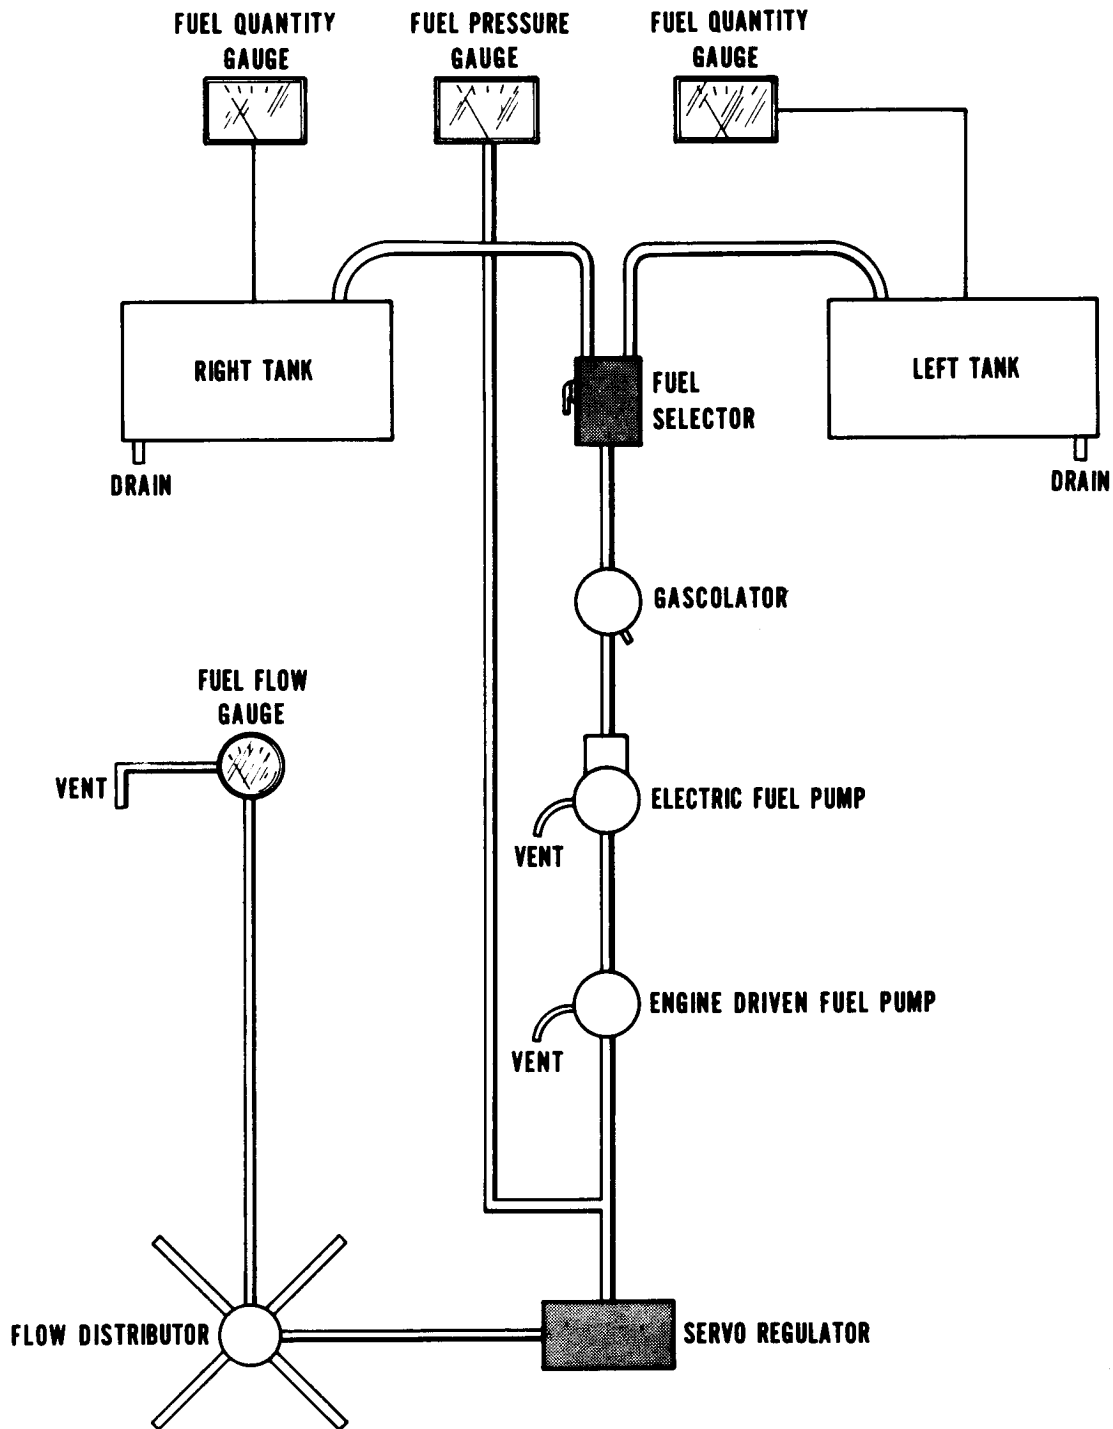 FUEL QUANTITY
GAUGE
FUEL PRESSURE
GAUGE
FUEL QUANTITY
GAUGE
RIGHT TANK
FUEL
SELECTOR
LEFT TANK
DRAIN
DRAIN
GASCOLATOR
FUEL FLOW
GAUGE
VENT
ELECTRIC FUEL PUMP
VENT
ENGINE DRIVEN FUEL PUMP
VENT
FLOW DISTRIBUTOR
SERVO REGULATOR